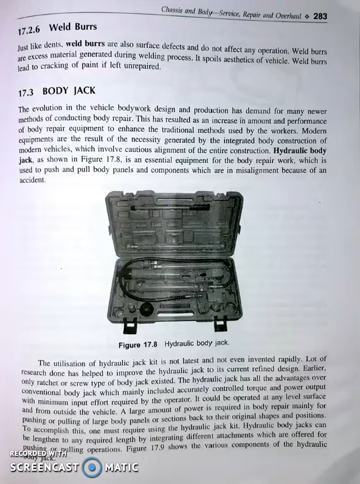 Chassis and Body—Service, Repair and Overhaul ❖ 283
17.2.6 Weld Burrs
Just like dents, weld burrs are also surface defects and do not affect any operation. Weld burrs
are excess material generated during welding process. It spoils aesthetics of vehicle. Weld burrs
lead to cracking of paint if left unrepaired.
17.3 BODY JACK
The evolution in the vehicle bodywork design and production has demand for many newer
methods of conducting body repair. This has resulted as an increase in amount and performance
of body repair equipment to enhance the traditional methods used by the workers. Modern
equipments are the result of the necessity generated by the integrated body construction of
modern vehicles, which involve cautious alignment of the entire construction. Hydraulic body
jack, as shown in Figure 17.8, is an essential equipment for the body repair work, which is
used to push and pull body panels and components which are in misalignment because of an
accident.
Figure 17.8 Hydraulic body jack.
The utilisation of hydraulic jack kit is not latest and not even invented rapidly. Lot of
research done has helped to improve the hydraulic jack to its current refined design. Earlier,
only ratchet or screw type of body jack existed. The hydraulic jack has all the advantages over
conventional body jack which mainly included accurately controlled torque and power output
with minimum input effort required by the operator. It could be operated at any level surface
and from outside the vehicle. A large amount of power is required in body repair mainly for
pushing or pulling of large body panels or sections back to their original shapes and positions.
To accomplish this, one must require using the hydraulic jack kit. Hydraulic body jacks can
be lengthen to any required length by integrating different attachments which are offered for
pushing or pulling operations. Figure 17.9 shows the various components of the hydraulic
body jack.
RECORDED WITH
SCREENCAST MATIC